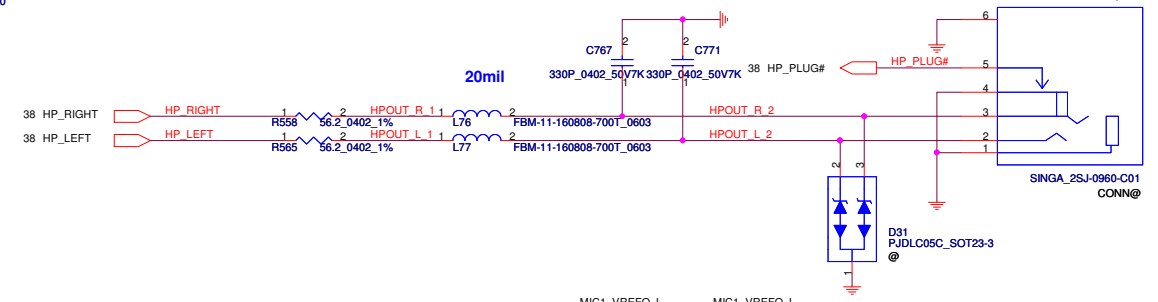 0
6
2
2
C767
C771
330P_0402_50V7K
330P_0402_50V7K
1
1
38 HP_PLUG#
HP_PLUG#
5
20mil
4
38 HP_RIGHT
HP_RIGHT
1
2
HPOUT_R_1
1
2
HPOUT_R_2
3
R558
56.2_0402_1%
L76
FBM-11-160808-700T_0603
38 HP_LEFT
HP_LEFT
1
2
HPOUT_L_1
1
2
HPOUT_L_2
2
R565
56.2_0402_1%
L77
FBM-11-160808-700T_0603
1
2
3
SINGA_2SJ-0960-C01
CONN@
D31
PJDLC05C_SOT23-3
@
1